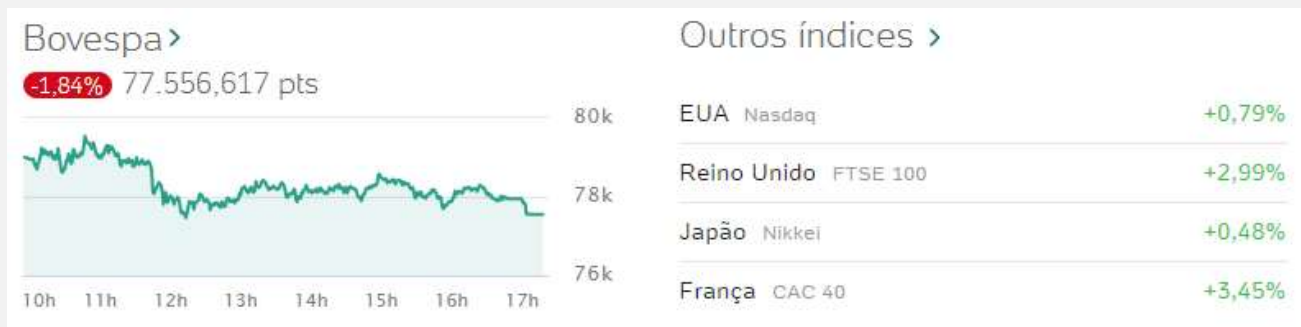 Bovespa >
-1,84% 77.556,617 pts
80k
78k
76k
10h 11h 12h 13h 14h 15h 16h 17h
Outros índices >
EUA Nasdaq +0,79%
Reino Unido FTSE 100 +2,99%
Japão Nikkei +0,48%
França CAC 40 +3,45%